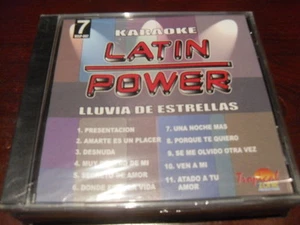 7
KARAOKE
LATIN
POWER
LLUVIA DE ESTRELLAS
1. PRESENTACION
2. AMARTE ES UN PLACER
3. DESNUDA
4. MUY DE MI
5. DE AMOR
6. DONDE VIDA
7. UNA NOCHE MAS
8. PORQUE TE QUIERO
9. SE ME OLVIDO OTRA VEZ
10. VEN A MI
11. ATADO A TU
AMOR